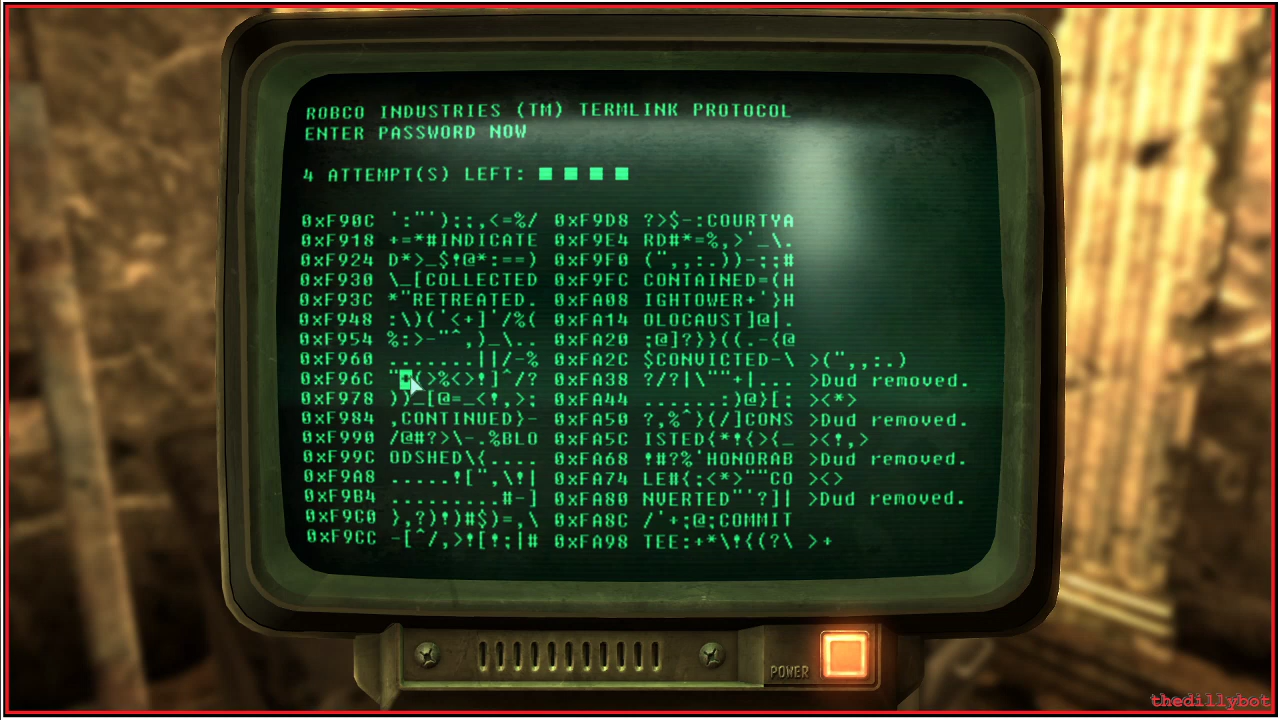 ROBCO INDUSTRIES (TM) TERMLINK PROTOCOL
ENTER PASSWORD NOW
4 ATTEMPT(S) LEFT: ■ ■ ■ ■
0xF90C ':"');;,<=%/ 0xF9D8 ?>$-:COURTYA
0xF918 +=*#INDICATE 0xF9E4 RD#*=%,>'_\.
0xF924 D*>_$!@*:==) 0xF9F0 (",,:.))-;;#
0xF930 \_[COLLECTED 0xF9FC CONTAINED=(H
0xF93C *"RETREATED. 0xFA08 IGHTOWER+'}H
0xF948 :\)('<+]'/%( 0xFA14 OLOCAUST]@|.
0xF954 %:>-"^,)_\.. 0xFA20 ;@]?}}((.-{@
0xF960 .......||/-% 0xFA2C $CONVICTED-\ >(",,:.)
0xF96C "+(>%<>!]^/? 0xFA38 ?/?|\""+|... >Dud removed.
0xF978 ))_[@=_<!,>; 0xFA44 ......:)@}[; ><*>
0xF984 ,CONTINUED}- 0xFA50 ?,%^}(/]CONS >Dud removed.
0xF990 /@#?>\-.%BLO 0xFA5C ISTED{*!{>{_ ><!,>
0xF99C ODSHED\{.... 0xFA68 !#?%'HONORAB >Dud removed.
0xF9A8 .....![",\!| 0xFA74 LE#{;<*>""CO ><>
0xF9B4 .........#-] 0xFA80 NVERTED"'?]| >Dud removed.
0xF9C0 },?)!)#$)=,\ 0xFA8C /'+;@;COMMIT
0xF9CC -[^/,>![!;|# 0xFA98 TEE:+*\!{(?\ >+
POWER
thedillybot